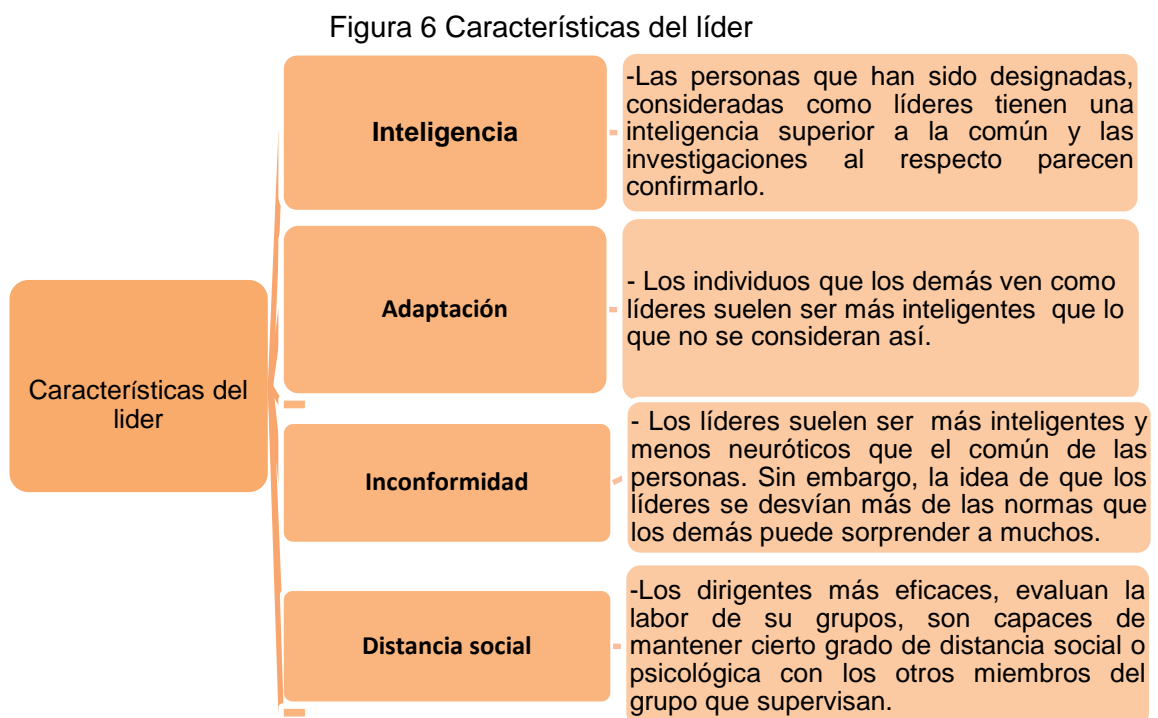 Figura 6 Características del líder
Características del
lider
Inteligencia
-Las personas que han sido designadas,
consideradas como líderes tienen una
inteligencia superior a la común y las
investigaciones al respecto parecen
confirmarlo.
Adaptación
- Los individuos que los demás ven como
líderes suelen ser más inteligentes que lo
que no se consideran así.
Inconformidad
- Los líderes suelen ser más inteligentes y
menos neuróticos que el común de las
personas. Sin embargo, la idea de que los
líderes se desvían más de las normas que
los demás puede sorprender a muchos.
Distancia social
-Los dirigentes más eficaces, evaluan la
labor de su grupos, son capaces de
mantener cierto grado de distancia social o
psicológica con los otros miembros del
grupo que supervisan.